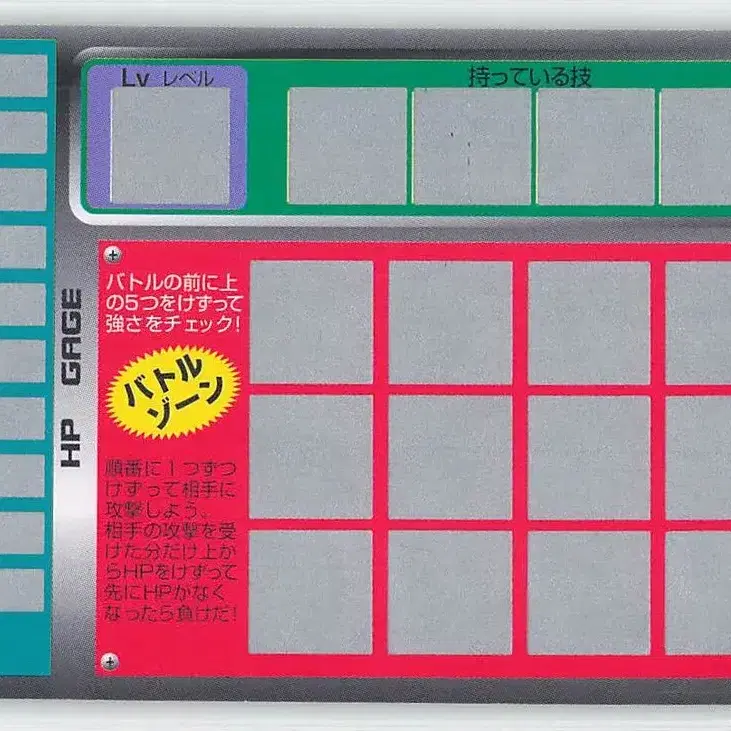 Lv レベル
持っている技
HP GAGE
バトルの前に上
の5つをけずって
強さをチェック!
バトル
ゾーン
順番に1つずつ
けずって相手に
攻撃しよう、
相手の攻撃を受
けた分だけ上か
らHPをけずって
先にHPがなく
なったら負けだ!